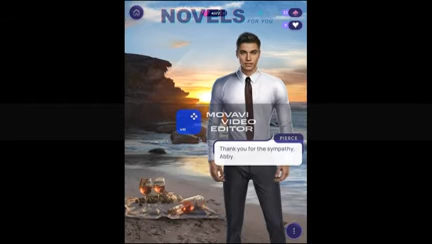 NOVELS
FOR YOU
MOVAVI
VIDEO
EDITOR
PIERCE
Thank you for the sympathy,
Abby.